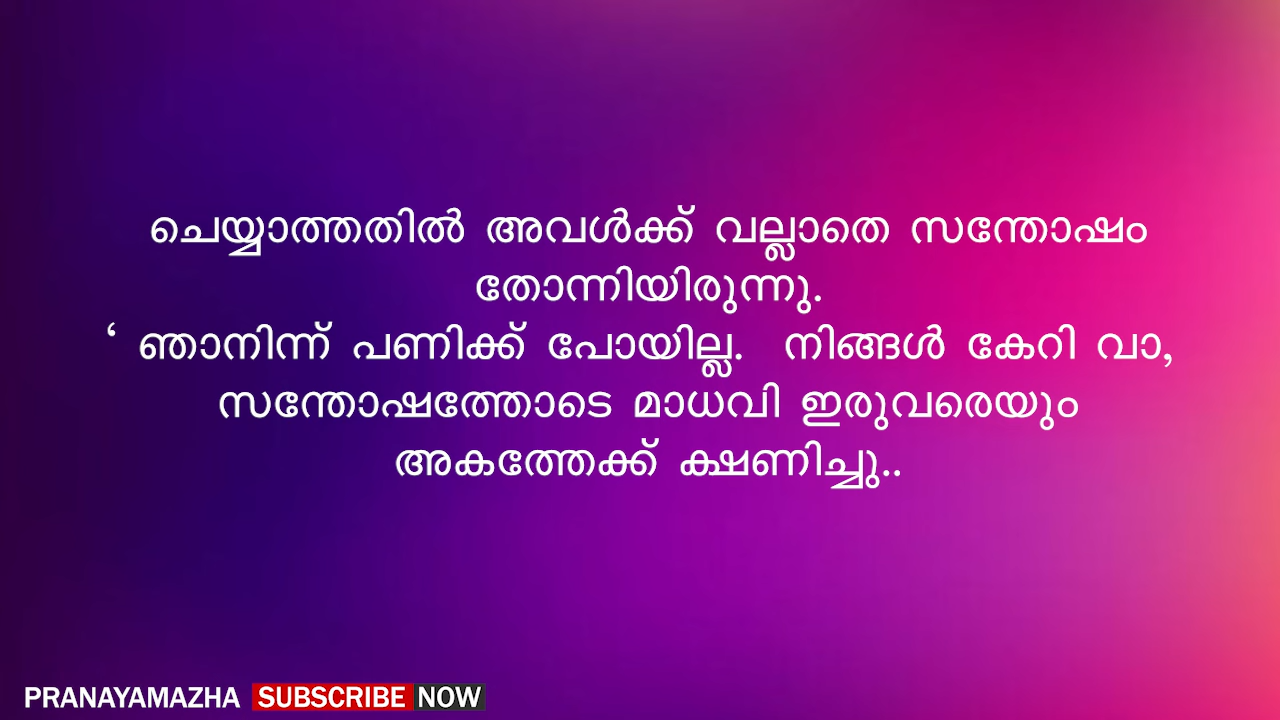 ചെയ്യാത്തതിൽ അവൾക്ക് വല്ലാതെ സന്തോഷം
തോന്നിയിരുന്നു.
‘ ഞാനിന്ന് പണിക്ക് പോയില്ല.  നിങ്ങൾ കേറി വാ,
സന്തോഷത്തോടെ മാധവി ഇരുവരെയും
അകത്തേക്ക് ക്ഷണിച്ചു..
PRANAYAMAZHA SUBSCRIBE NOW